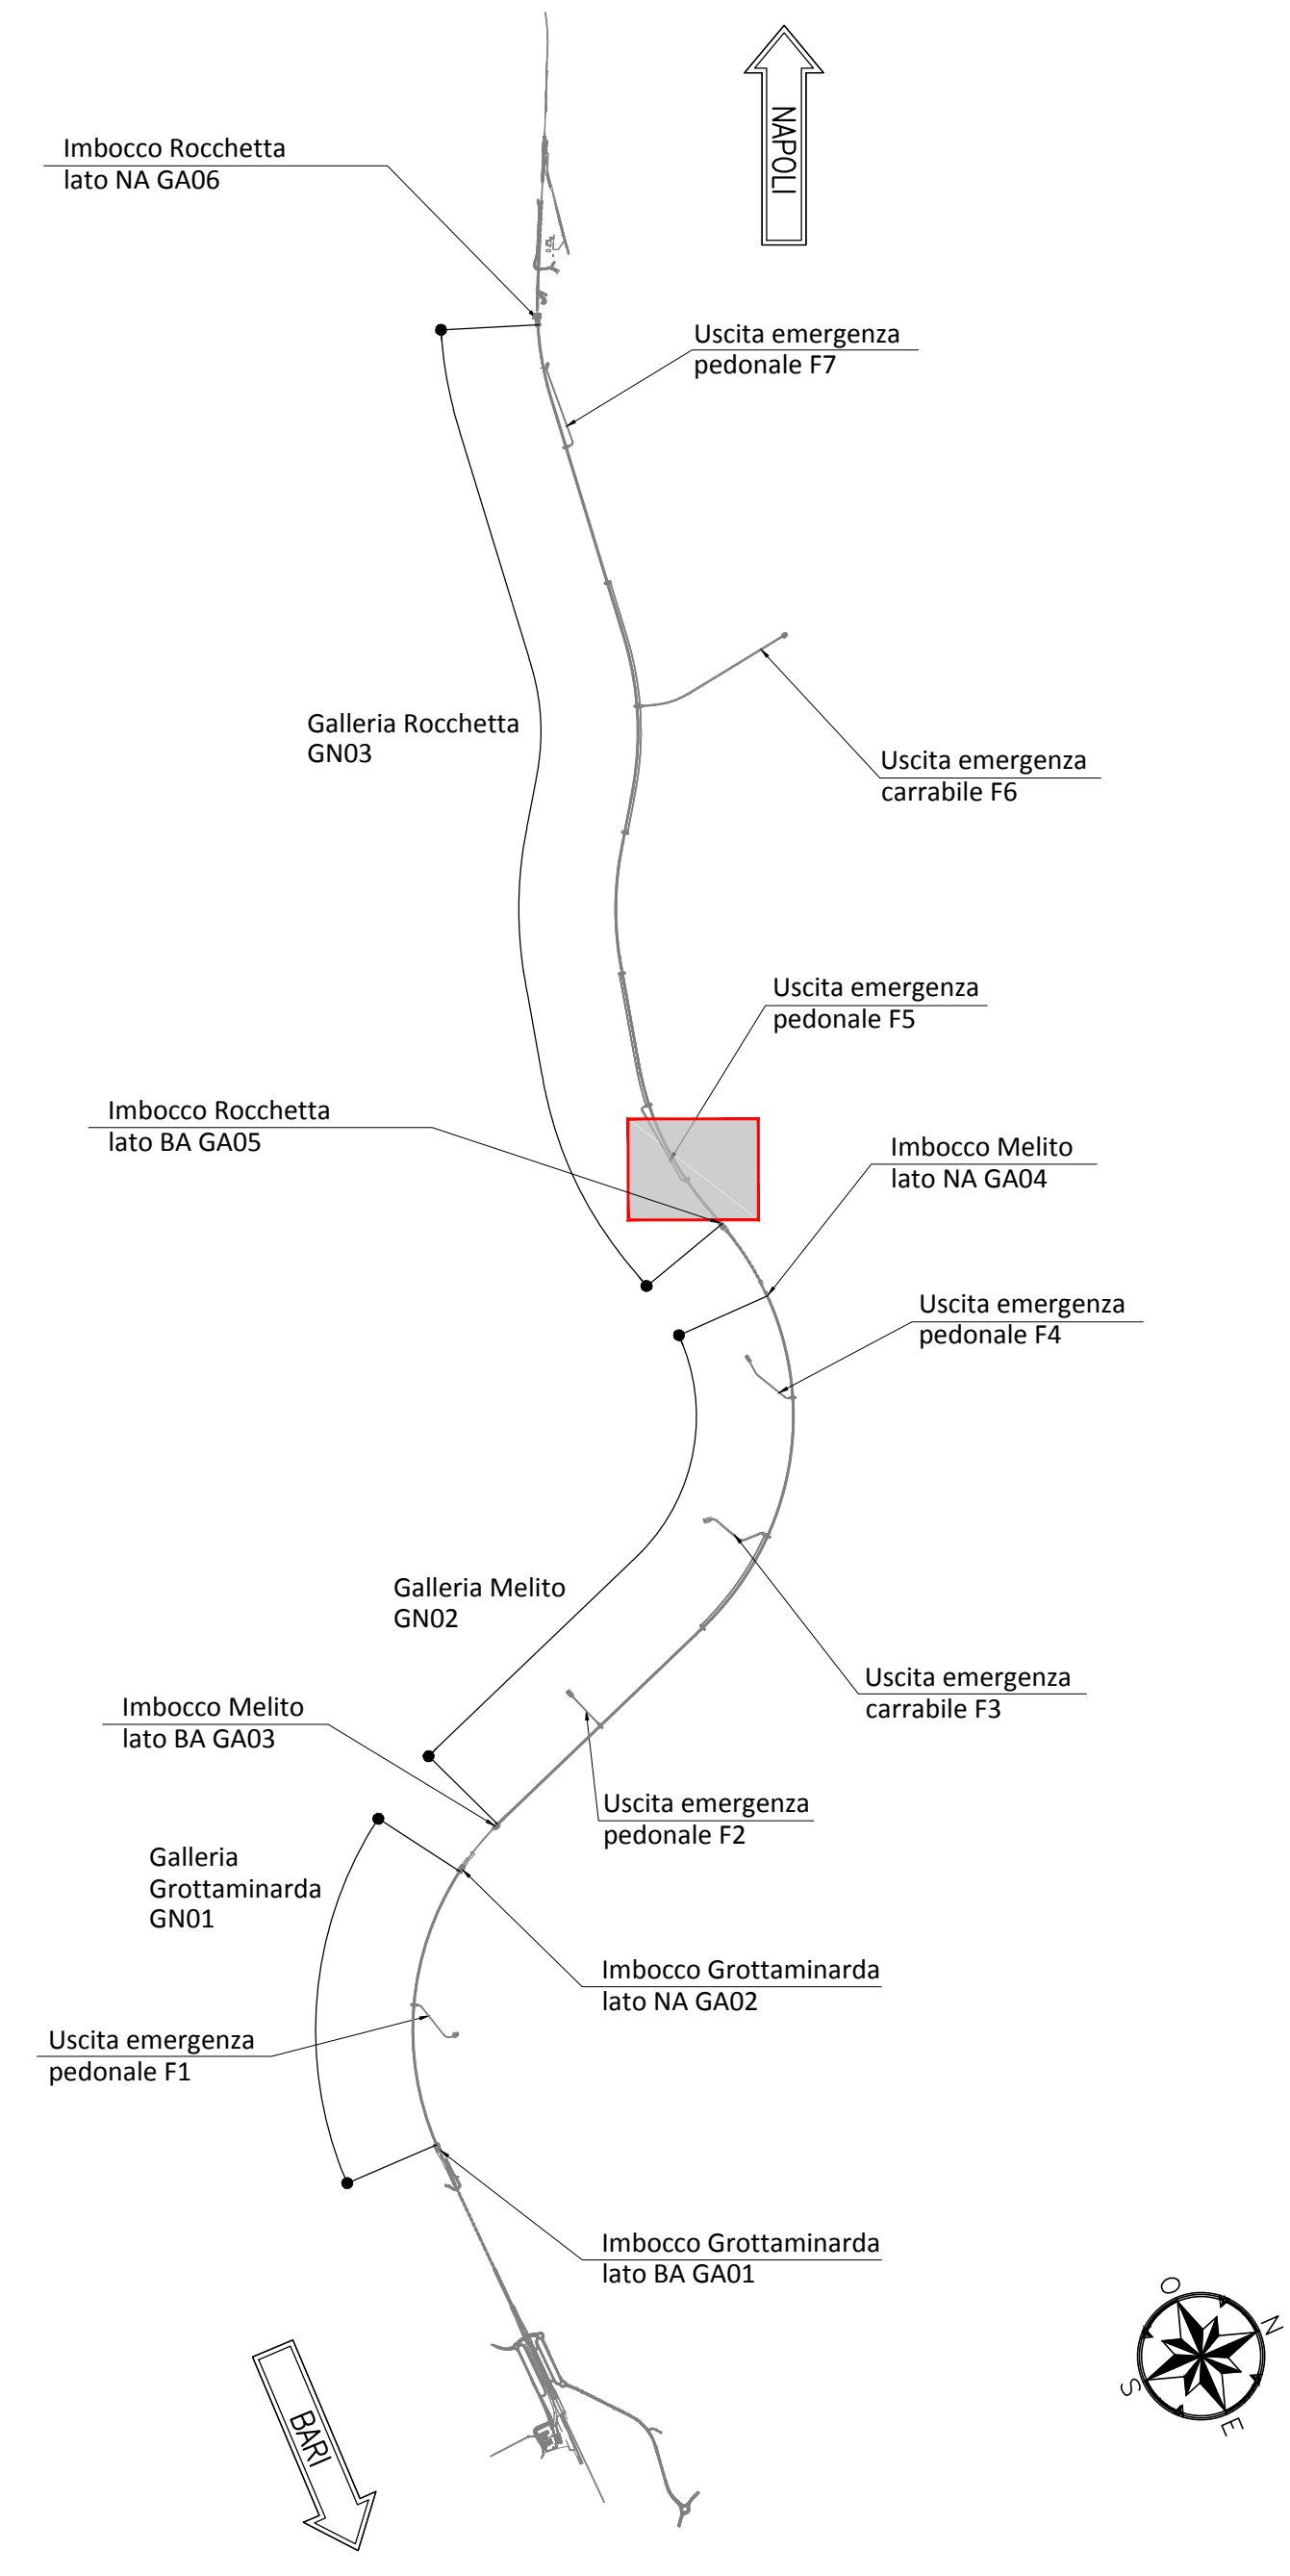 NAPOLI
Imbocco Rocchetta
lato NA GA06
Uscita emergenza
pedonale F7
Galleria Rocchetta
GN03
Uscita emergenza
carrabile F6
Uscita emergenza
pedonale F5
Imbocco Rocchetta
lato BA GA05
Imbocco Melito
lato NA GA04
Uscita emergenza
pedonale F4
Galleria Melito
GN02
Uscita emergenza
carrabile F3
Imbocco Melito
lato BA GA03
Uscita emergenza
pedonale F2
Galleria
Grottaminarda
GN01
Imbocco Grottaminarda
lato NA GA02
Uscita emergenza
pedonale F1
Imbocco Grottaminarda
lato BA GA01
O
N
S
E
BARI